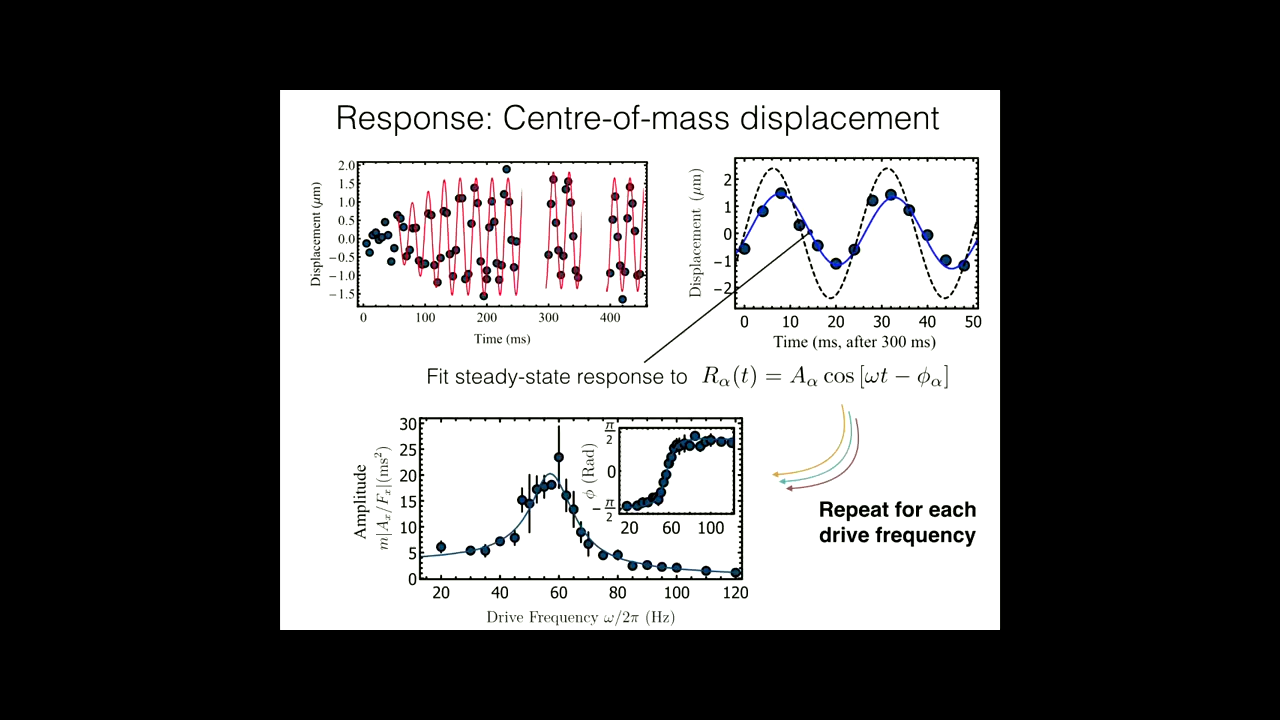 Response: Centre-of-mass displacement
2.0
1.5
1.0
0.5
0.0
−0.5
−1.0
−1.5
Displacement (μm)
0 100 200 300 400
Time (ms)
2
1
0
−1
−2
Displacement (μm)
0 10 20 30 40 50
Time (ms, after 300 ms)
Fit steady-state response to R_α(t) = A_α cos [ωt − ϕ_α]
30
25
20
15
10
5
0
Amplitude
m|A_x/F_x|(ms²)
20 40 60 80 100 120
Drive Frequency ω/2π (Hz)
π/2
0
−π/2
ϕ (Rad)
20 60 100
Repeat for each
drive frequency